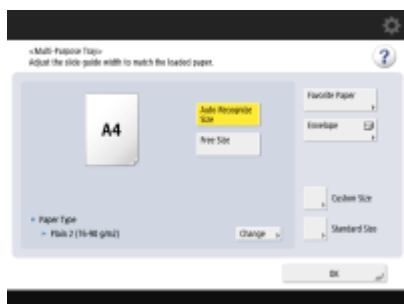 <Multi-Purpose Tray>
Adjust the slide guide width to match the loaded paper.
?
A4
Auto Recognize
Size
Free Size
Favorite Paper
Envelope
Custom Size
Standard Size
Paper Type
Plain 2 (76-90 g/m2)
Change
OK